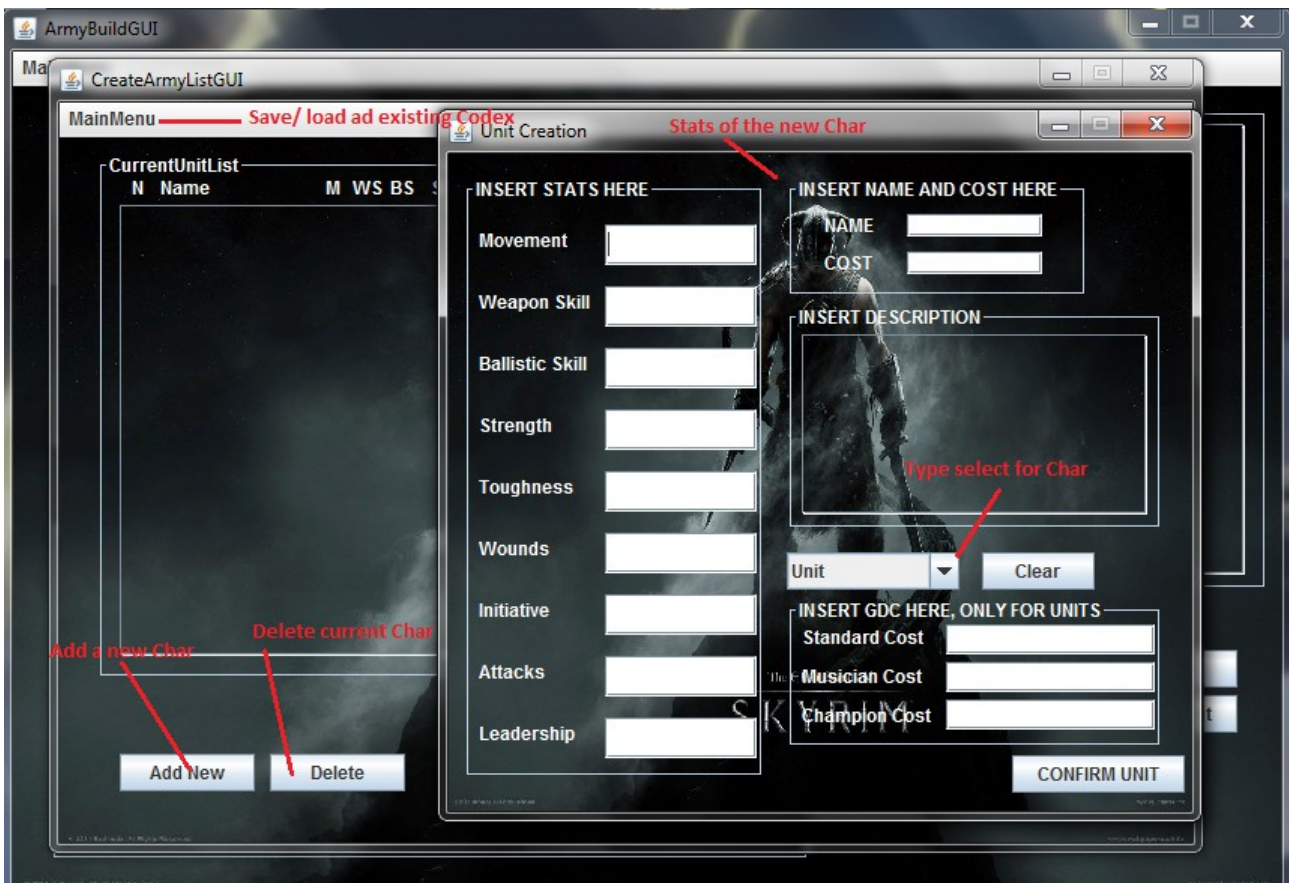 ArmyBuildGUI
Ma
CreateArmyListGUI
MainMenu
Save/ load ad existing Codex
Unit Creation
Stats of the new Char
CurrentUnitList
N Name M WS BS
INSERT STATS HERE
Movement
Weapon Skill
Ballistic Skill
Strength
Toughness
Wounds
Initiative
Attacks
Leadership
INSERT NAME AND COST HERE
NAME
COST
INSERT DESCRIPTION
Type select for Char
Unit
Clear
INSERT GDC HERE, ONLY FOR UNITS
Standard Cost
Musician Cost
Champion Cost
SKYRIM
CONFIRM UNIT
Add a new Char
Delete current Char
Add New
Delete
t